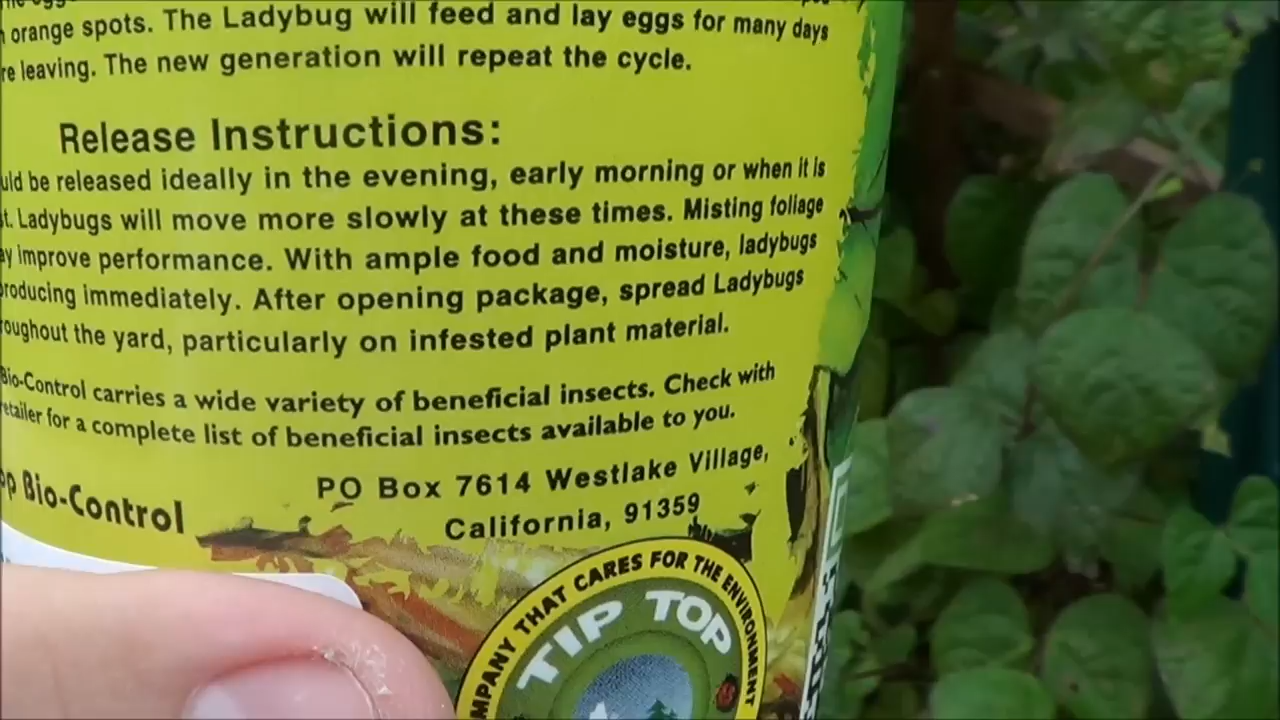 orange spots. The Ladybug will feed and lay eggs for many days
re leaving. The new generation will repeat the cycle.
Release Instructions:
uld be released ideally in the evening, early morning or when it is
t. Ladybugs will move more slowly at these times. Misting foliage
ay improve performance. With ample food and moisture, ladybugs
roducing immediately. After opening package, spread Ladybugs
roughout the yard, particularly on infested plant material.
Bio-Control carries a wide variety of beneficial insects. Check with
etailer for a complete list of beneficial insects available to you.
pp Bio-Control
PO Box 7614 Westlake Village,
California, 91359
MPANY THAT CARES FOR THE ENVIRONMENT
TIP TOP